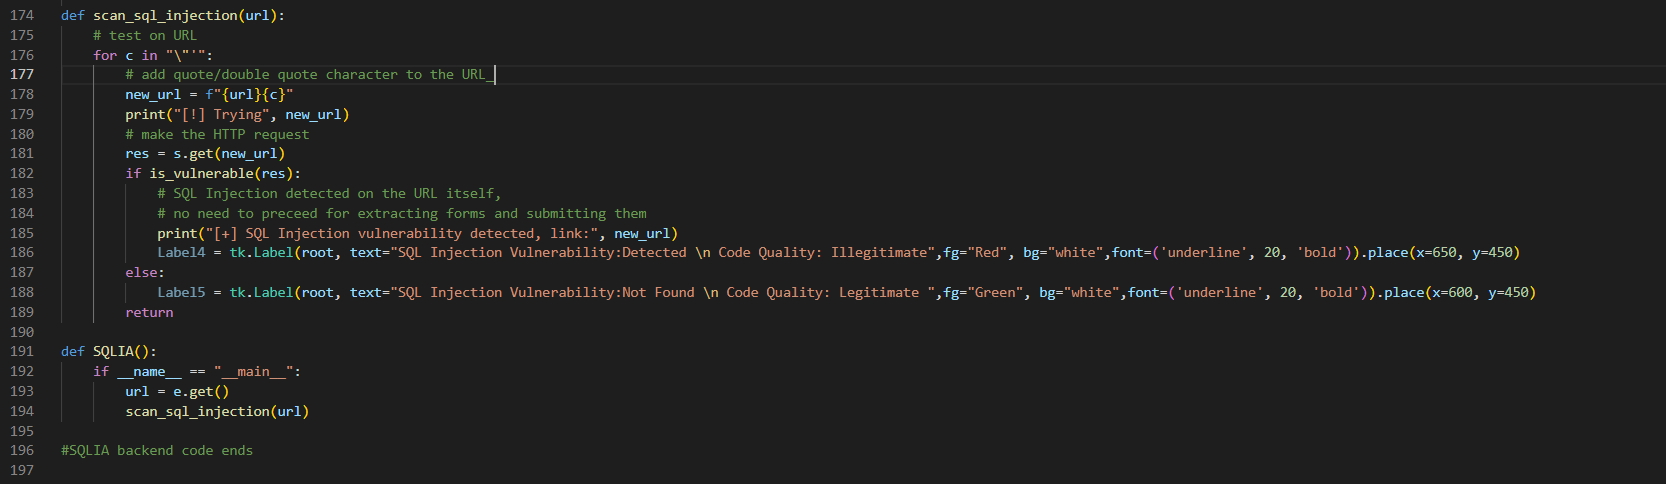 174 def scan_sql_injection(url):
175     # test on URL
176     for c in "\"'":
177         # add quote/double quote character to the URL_
178         new_url = f"{url}{c}"
179         print("[!] Trying", new_url)
180         # make the HTTP request
181         res = s.get(new_url)
182         if is_vulnerable(res):
183             # SQL Injection detected on the URL itself,
184             # no need to preceed for extracting forms and submitting them
185             print("[+] SQL Injection vulnerability detected, link:", new_url)
186             Label4 = tk.Label(root, text="SQL Injection Vulnerability:Detected \n Code Quality: Illegitimate",fg="Red", bg="white",font=('underline', 20, 'bold')).place(x=650, y=450)
187         else:
188             Label5 = tk.Label(root, text="SQL Injection Vulnerability:Not Found \n Code Quality: Legitimate ",fg="Green", bg="white",font=('underline', 20, 'bold')).place(x=600, y=450)
189         return
190
191 def SQLIA():
192     if __name__ == "__main__":
193         url = e.get()
194         scan_sql_injection(url)
195
196 #SQLIA backend code ends
197